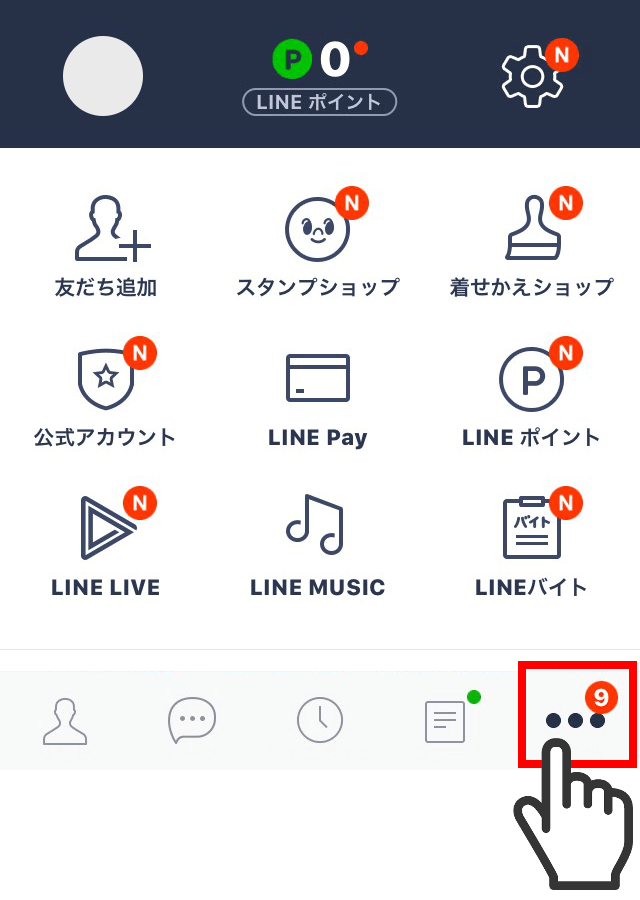 P 0
LINE ポイント
N
N
N
友だち追加
スタンプショップ
着せかえショップ
N
P
N
公式アカウント
LINE Pay
LINE ポイント
N
バイト
N
LINE LIVE
LINE MUSIC
LINEバイト
9